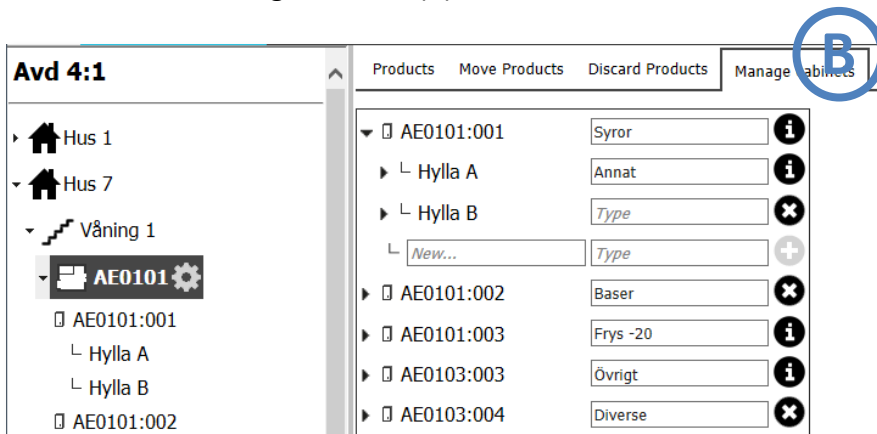 Avd 4:1
Hus 1
Hus 7
Våning 1
AE0101
AE0101:001
Hylla A
Hylla B
AE0101:002
Products Move Products Discard Products Manage Cabinets
B
AE0101:001 Syror
Hylla A Annat
Hylla B Type
New... Type
AE0101:002 Baser
AE0101:003 Frys -20
AE0103:003 Övrigt
AE0103:004 Diverse